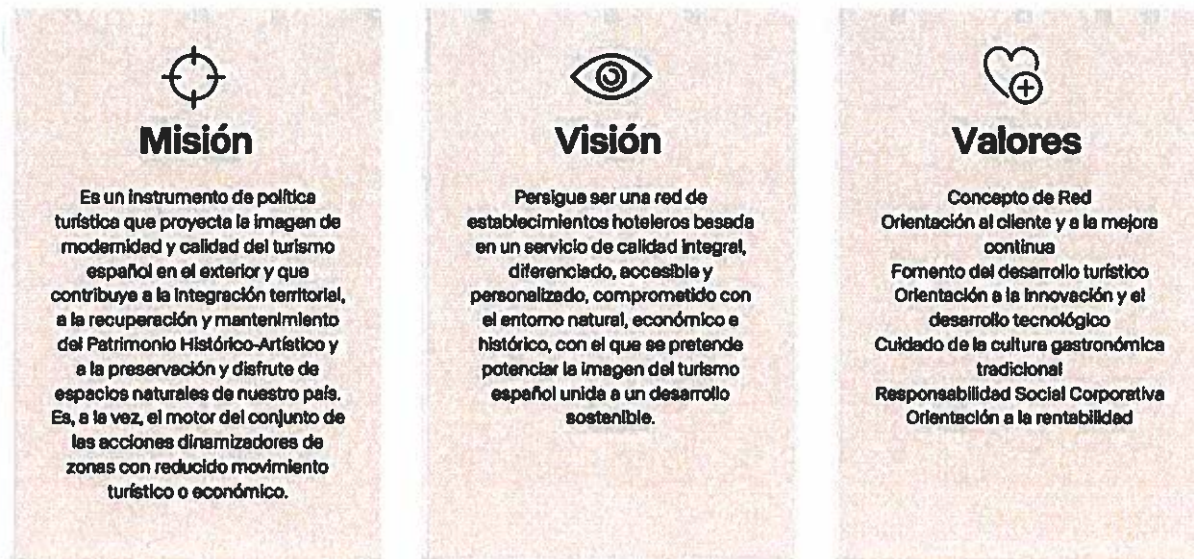 Misión
Es un instrumento de política
turística que proyecta la imagen de
modernidad y calidad del turismo
español en el exterior y que
contribuye a la integración territorial,
a la recuperación y mantenimiento
del Patrimonio Histórico-Artístico y
a la preservación y disfrute de
espacios naturales de nuestro país.
Es, a la vez, el motor del conjunto de
las acciones dinamizadores de
zonas con reducido movimiento
turístico o económico.
Visión
Persigue ser una red de
establecimientos hoteleros basada
en un servicio de calidad integral,
diferenciado, accesible y
personalizado, comprometido con
el entorno natural, económico e
histórico, con el que se pretende
potenciar la imagen del turismo
español unida a un desarrollo
sostenible.
Valores
Concepto de Red
Orientación al cliente y a la mejora
continua
Fomento del desarrollo turístico
Orientación a la innovación y el
desarrollo tecnológico
Cuidado de la cultura gastronómica
tradicional
Responsabilidad Social Corporativa
Orientación a la rentabilidad